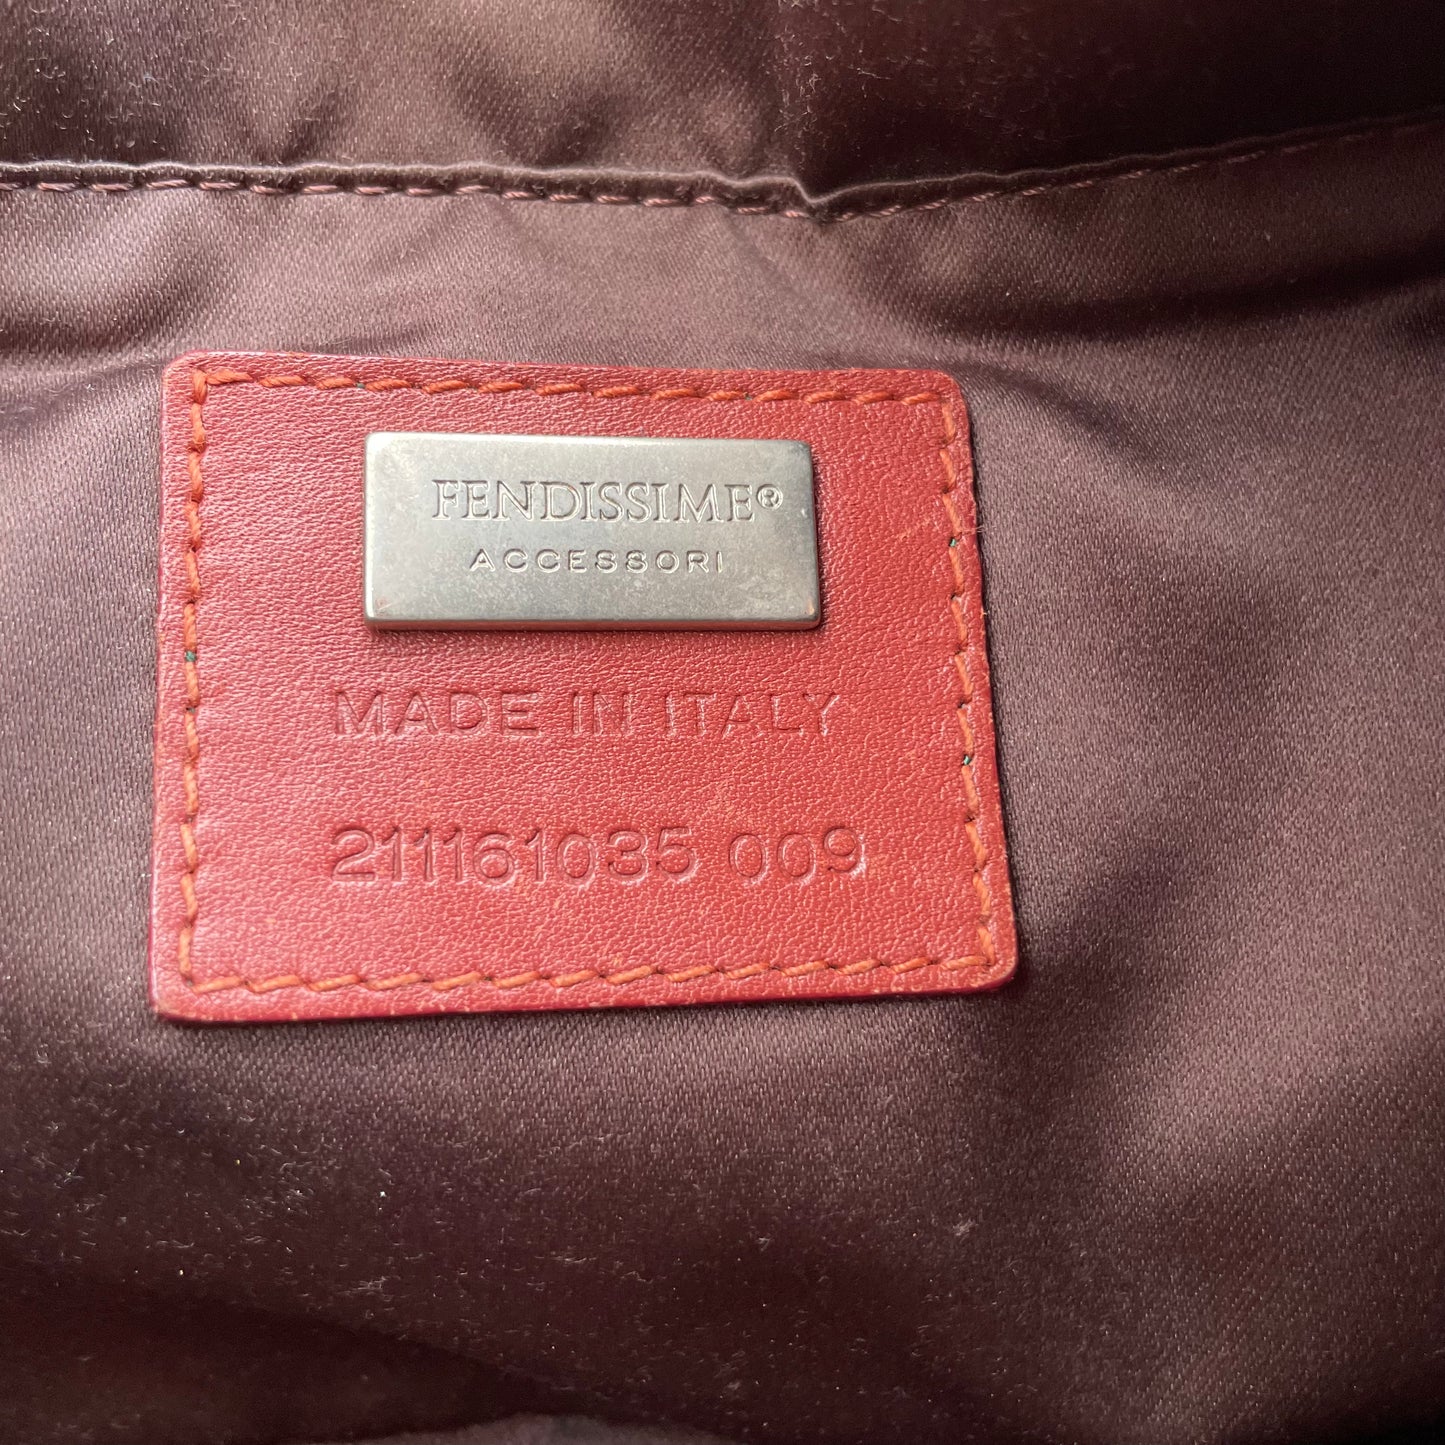 FENDISSIME®
ACCESSORI
MADE IN ITALY
211161035 009